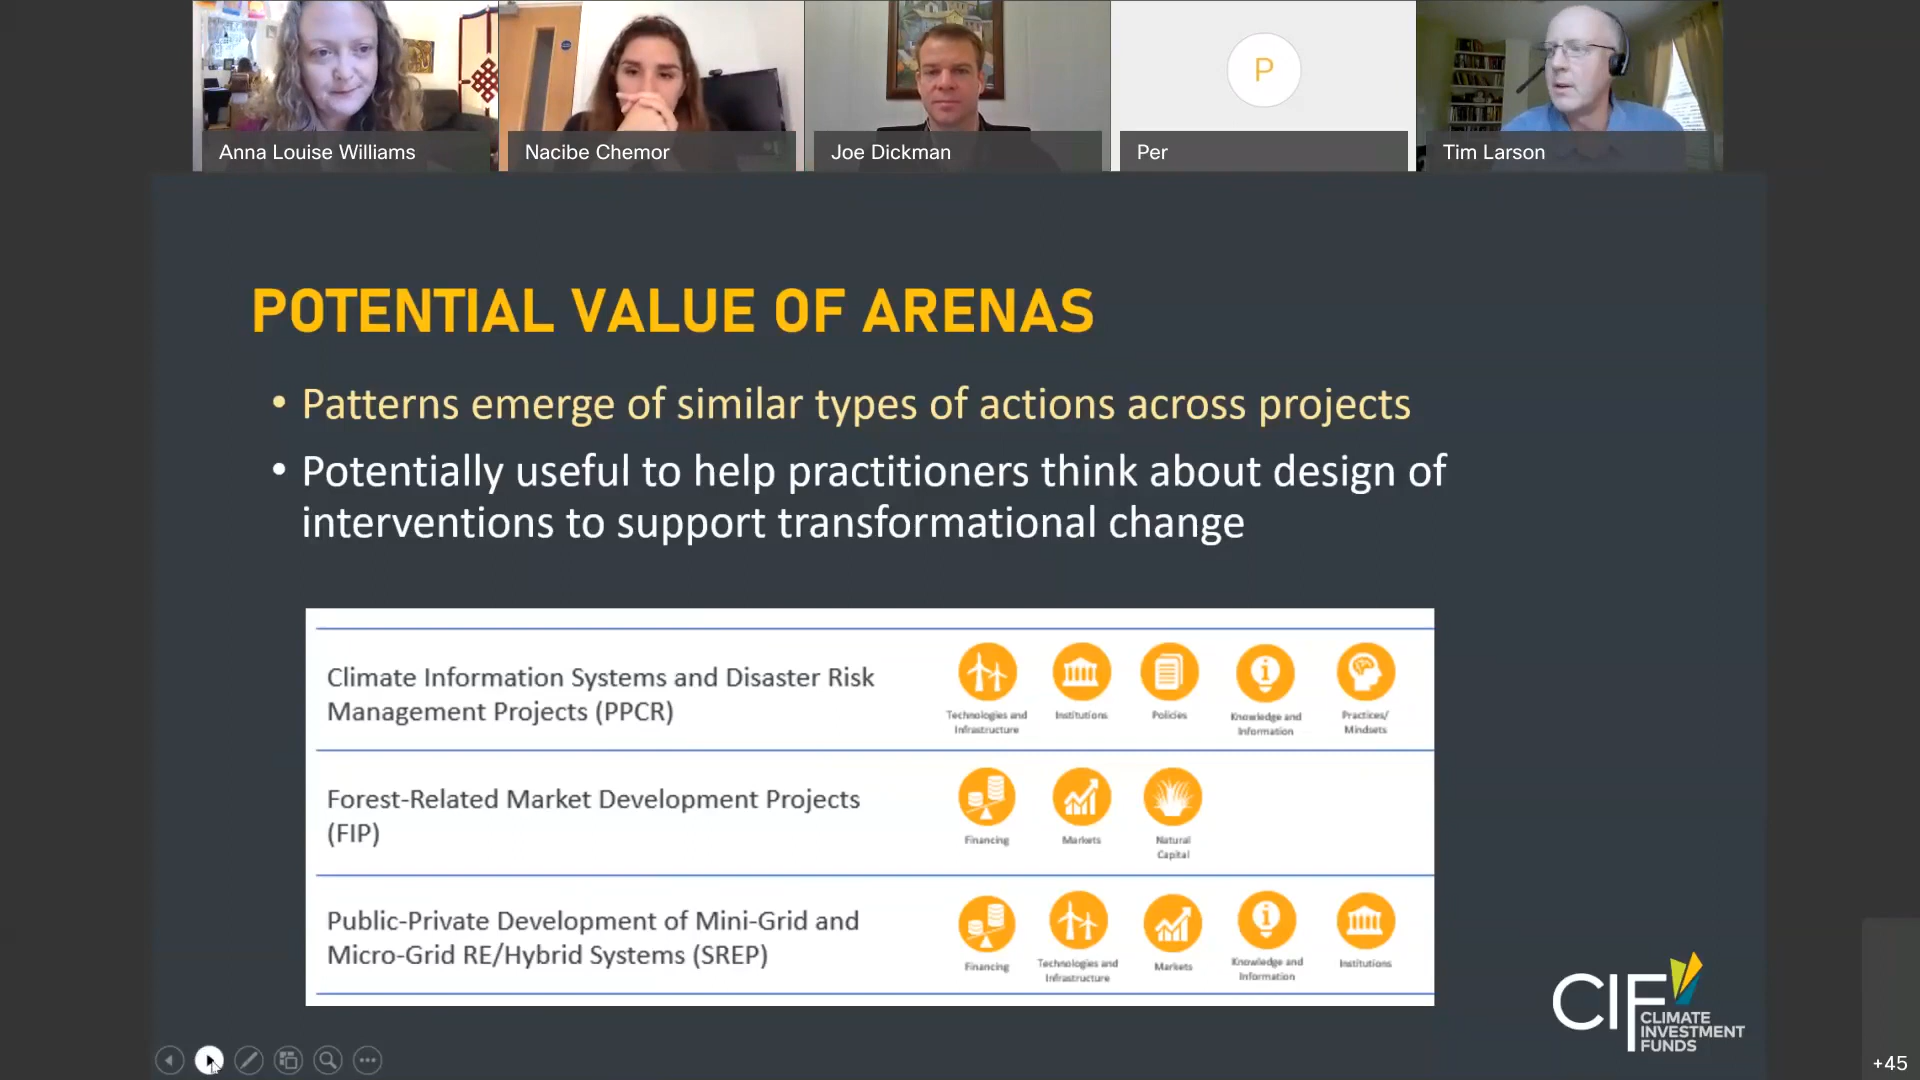 Anna Louise Williams
Nacibe Chemor
Joe Dickman
P
Per
Tim Larson
POTENTIAL VALUE OF ARENAS
• Patterns emerge of similar types of actions across projects
• Potentially useful to help practitioners think about design of
interventions to support transformational change
Climate Information Systems and Disaster Risk
Management Projects (PPCR)
Technologies and
Infrastructure
Institutions
Policies
Knowledge and
Information
Practices/
Mindsets
Forest-Related Market Development Projects
(FIP)
Financing
Markets
Natural
Capital
Public-Private Development of Mini-Grid and
Micro-Grid RE/Hybrid Systems (SREP)
Financing
Technologies and
Infrastructure
Markets
Knowledge and
Information
Institutions
CIF
CLIMATE
INVESTMENT
FUNDS
+45